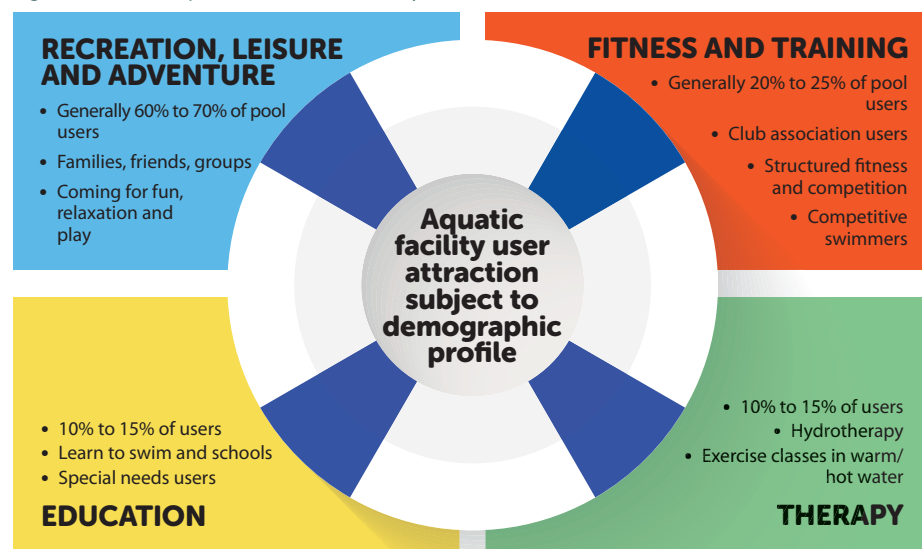 RECREATION, LEISURE
AND ADVENTURE
• Generally 60% to 70% of pool
users
• Families, friends, groups
• Coming for fun,
relaxation and
play
FITNESS AND TRAINING
• Generally 20% to 25% of pool
users
• Club association users
• Structured fitness
and competition
• Competitive
swimmers
Aquatic
facility user
attraction
subject to
demographic
profile
• 10% to 15% of users
• Learn to swim and schools
• Special needs users
EDUCATION
• 10% to 15% of users
• Hydrotherapy
• Exercise classes in warm/
hot water
THERAPY